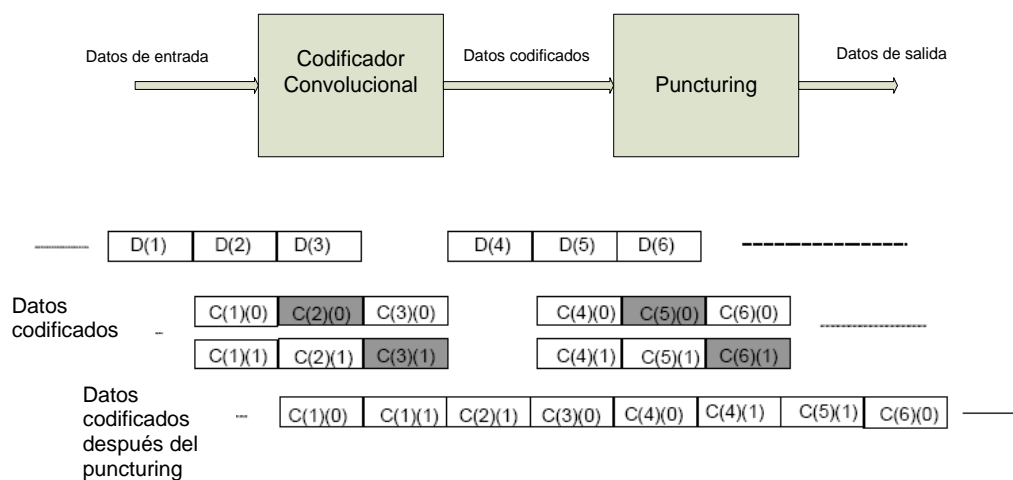 Datos de entrada
Codificador
Convolucional
Datos codificados
Puncturing
Datos de salida
D(1) D(2) D(3) D(4) D(5) D(6)
Datos
codificados
C(1)(0) C(2)(0) C(3)(0) C(4)(0) C(5)(0) C(6)(0)
C(1)(1) C(2)(1) C(3)(1) C(4)(1) C(5)(1) C(6)(1)
Datos
codificados
después del
puncturing
C(1)(0) C(1)(1) C(2)(1) C(3)(0) C(4)(0) C(4)(1) C(5)(1) C(6)(0)